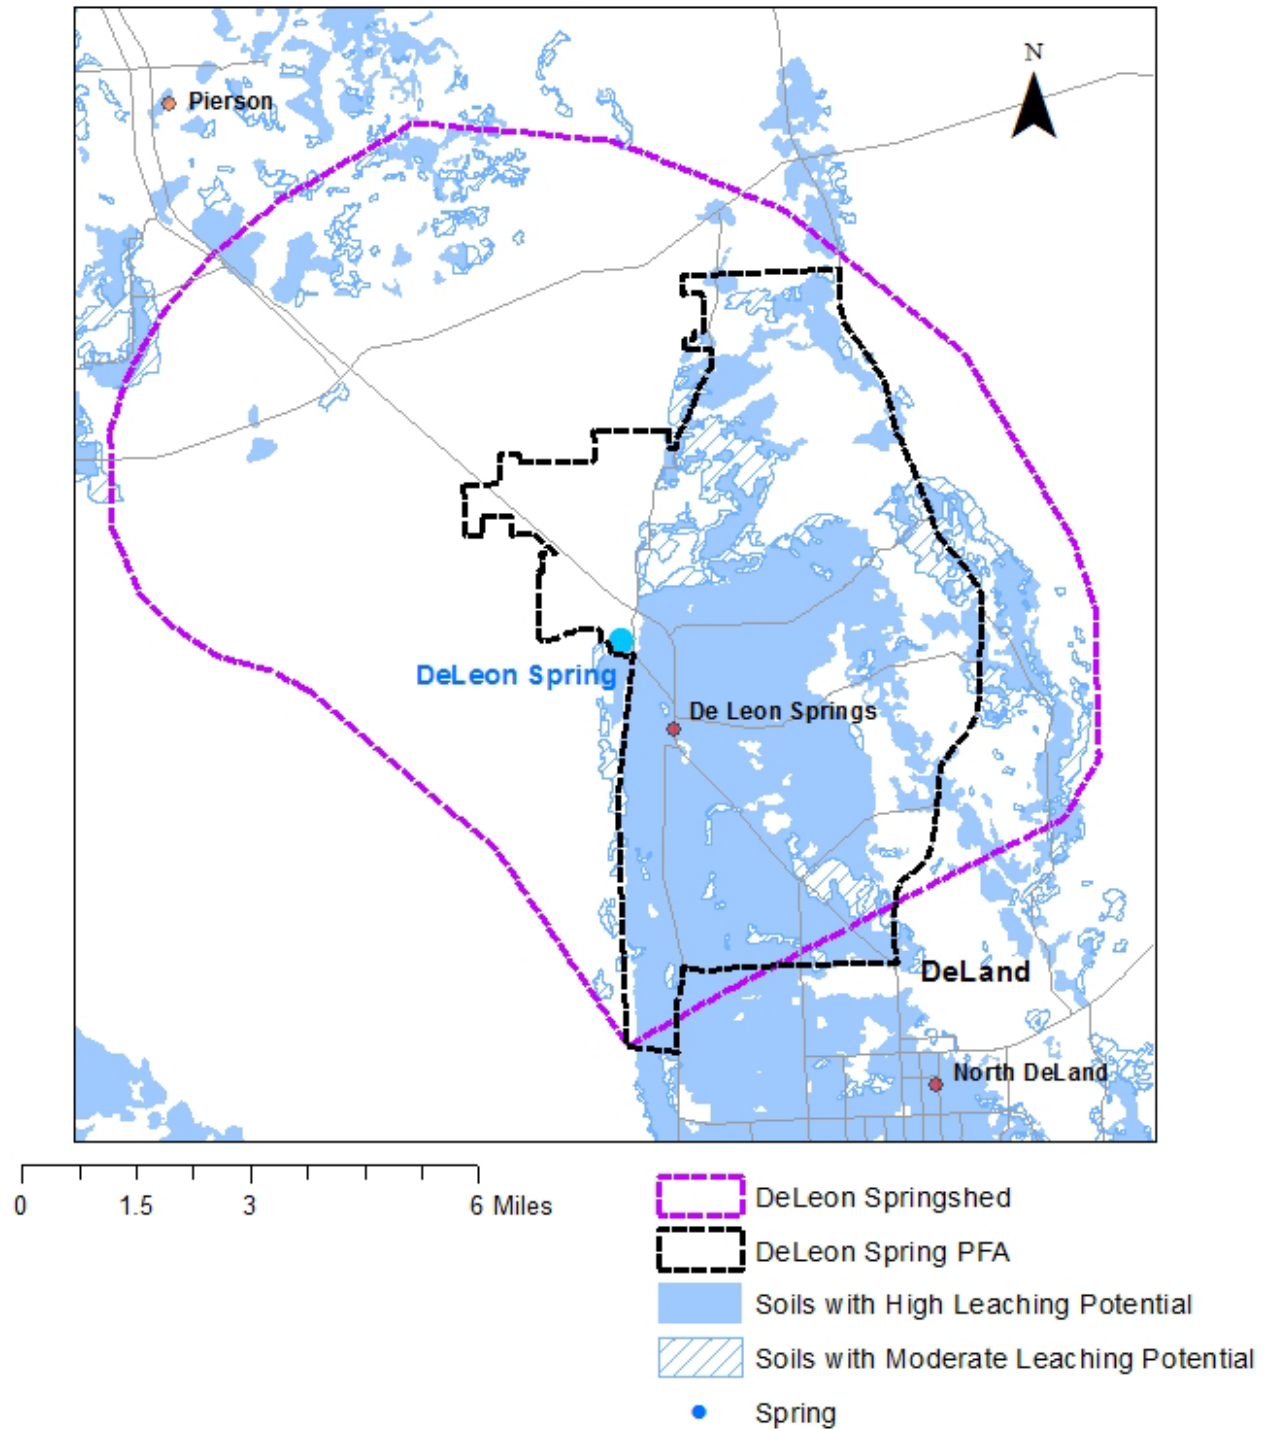 N
Pierson
DeLeon Spring
De Leon Springs
DeLand
North DeLand
0 1.5 3 6 Miles
DeLeon Springshed
DeLeon Spring PFA
Soils with High Leaching Potential
Soils with Moderate Leaching Potential
Spring